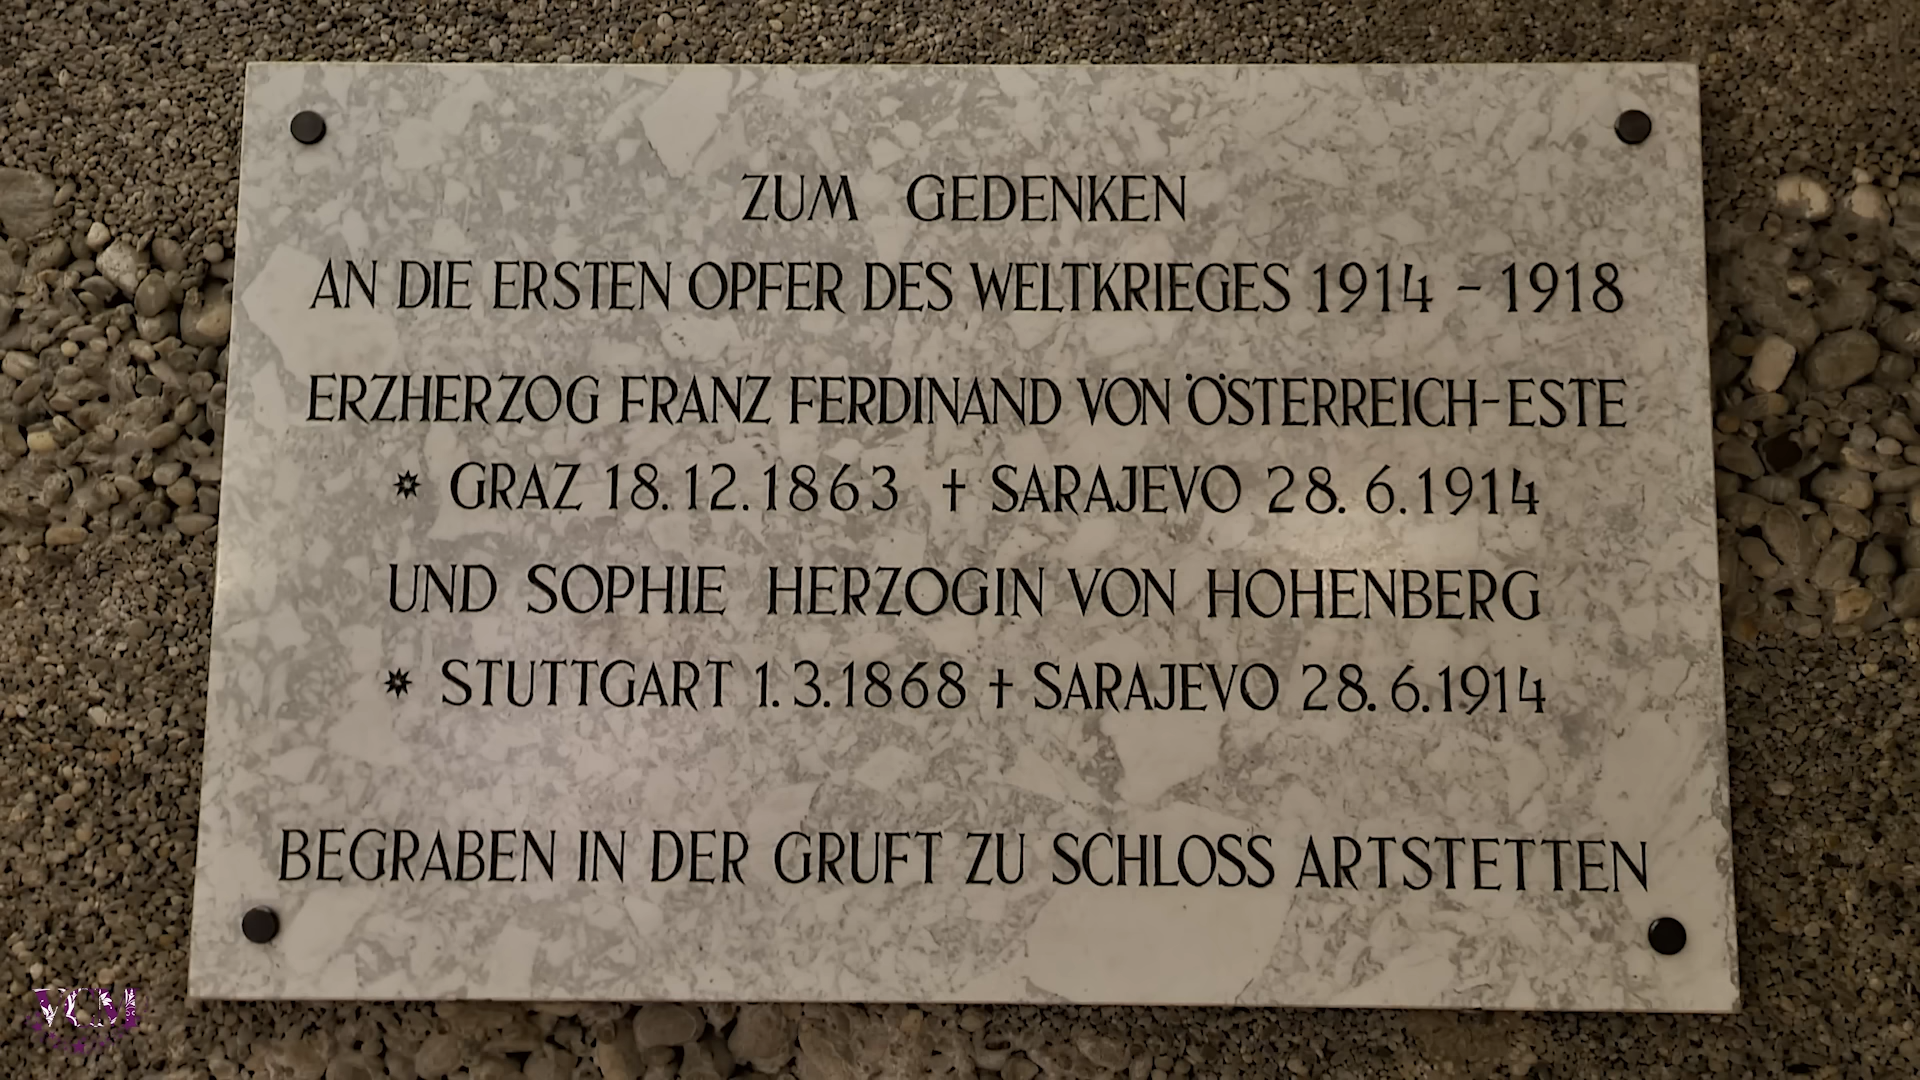 ZUM GEDENKEN
AN DIE ERSTEN OPFER DES WELTKRIEGES 1914 - 1918
ERZHERZOG FRANZ FERDINAND VON ÖSTERREICH-ESTE
* GRAZ 18.12.1863 † SARAJEVO 28.6.1914
UND SOPHIE HERZOGIN VON HOHENBERG
* STUTTGART 1.3.1868 † SARAJEVO 28.6.1914
BEGRABEN IN DER GRUFT ZU SCHLOSS ARTSTETTEN